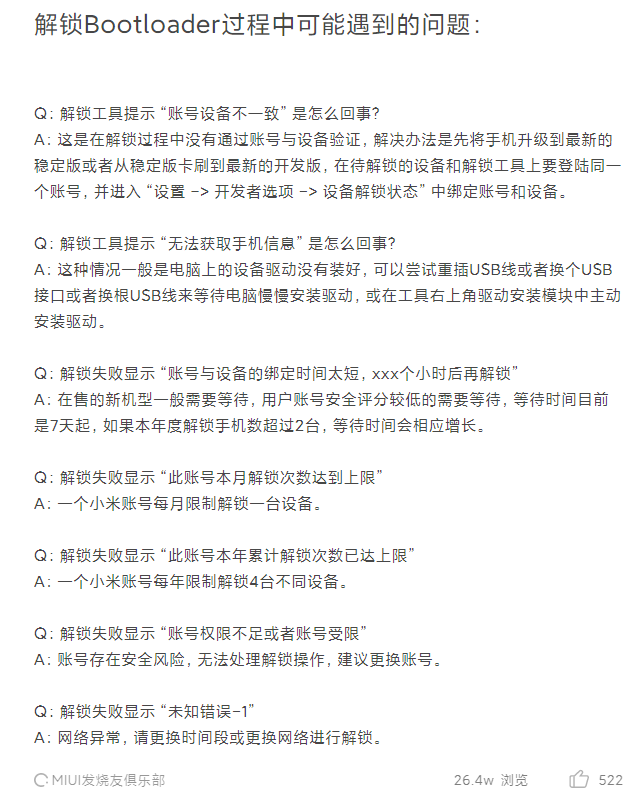 解锁Bootloader过程中可能遇到的问题：
Q：解锁工具提示“账号设备不一致”是怎么回事？
A：这是在解锁过程中没有通过账号与设备验证，解决办法是先将手机升级到最新的
稳定版或者从稳定版卡刷到最新的开发版，在待解锁的设备和解锁工具上要登陆同一
个账号，并进入“设置 -> 开发者选项 -> 设备解锁状态”中绑定账号和设备。
Q：解锁工具提示“无法获取手机信息”是怎么回事？
A：这种情况一般是电脑上的设备驱动没有装好，可以尝试重插USB线或者换个USB
接口或者换根USB线来等待电脑慢慢安装驱动，或在工具右上角驱动安装模块中主动
安装驱动。
Q：解锁失败显示“账号与设备的绑定时间太短，xxx个小时后再解锁”
A：在售的新机型一般需要等待，用户账号安全评分较低的需要等待，等待时间目前
是7天起，如果本年度解锁手机数超过2台，等待时间会相应增长。
Q：解锁失败显示“此账号本月解锁次数达到上限”
A：一个小米账号每月限制解锁一台设备。
Q：解锁失败显示“此账号本年累计解锁次数已达上限”
A：一个小米账号每年限制解锁4台不同设备。
Q：解锁失败显示“账号权限不足或者账号受限”
A：账号存在安全风险，无法处理解锁操作，建议更换账号。
Q：解锁失败显示“未知错误-1”
A：网络异常，请更换时间段或更换网络进行解锁。
MIUI发烧友俱乐部 26.4w 浏览 522